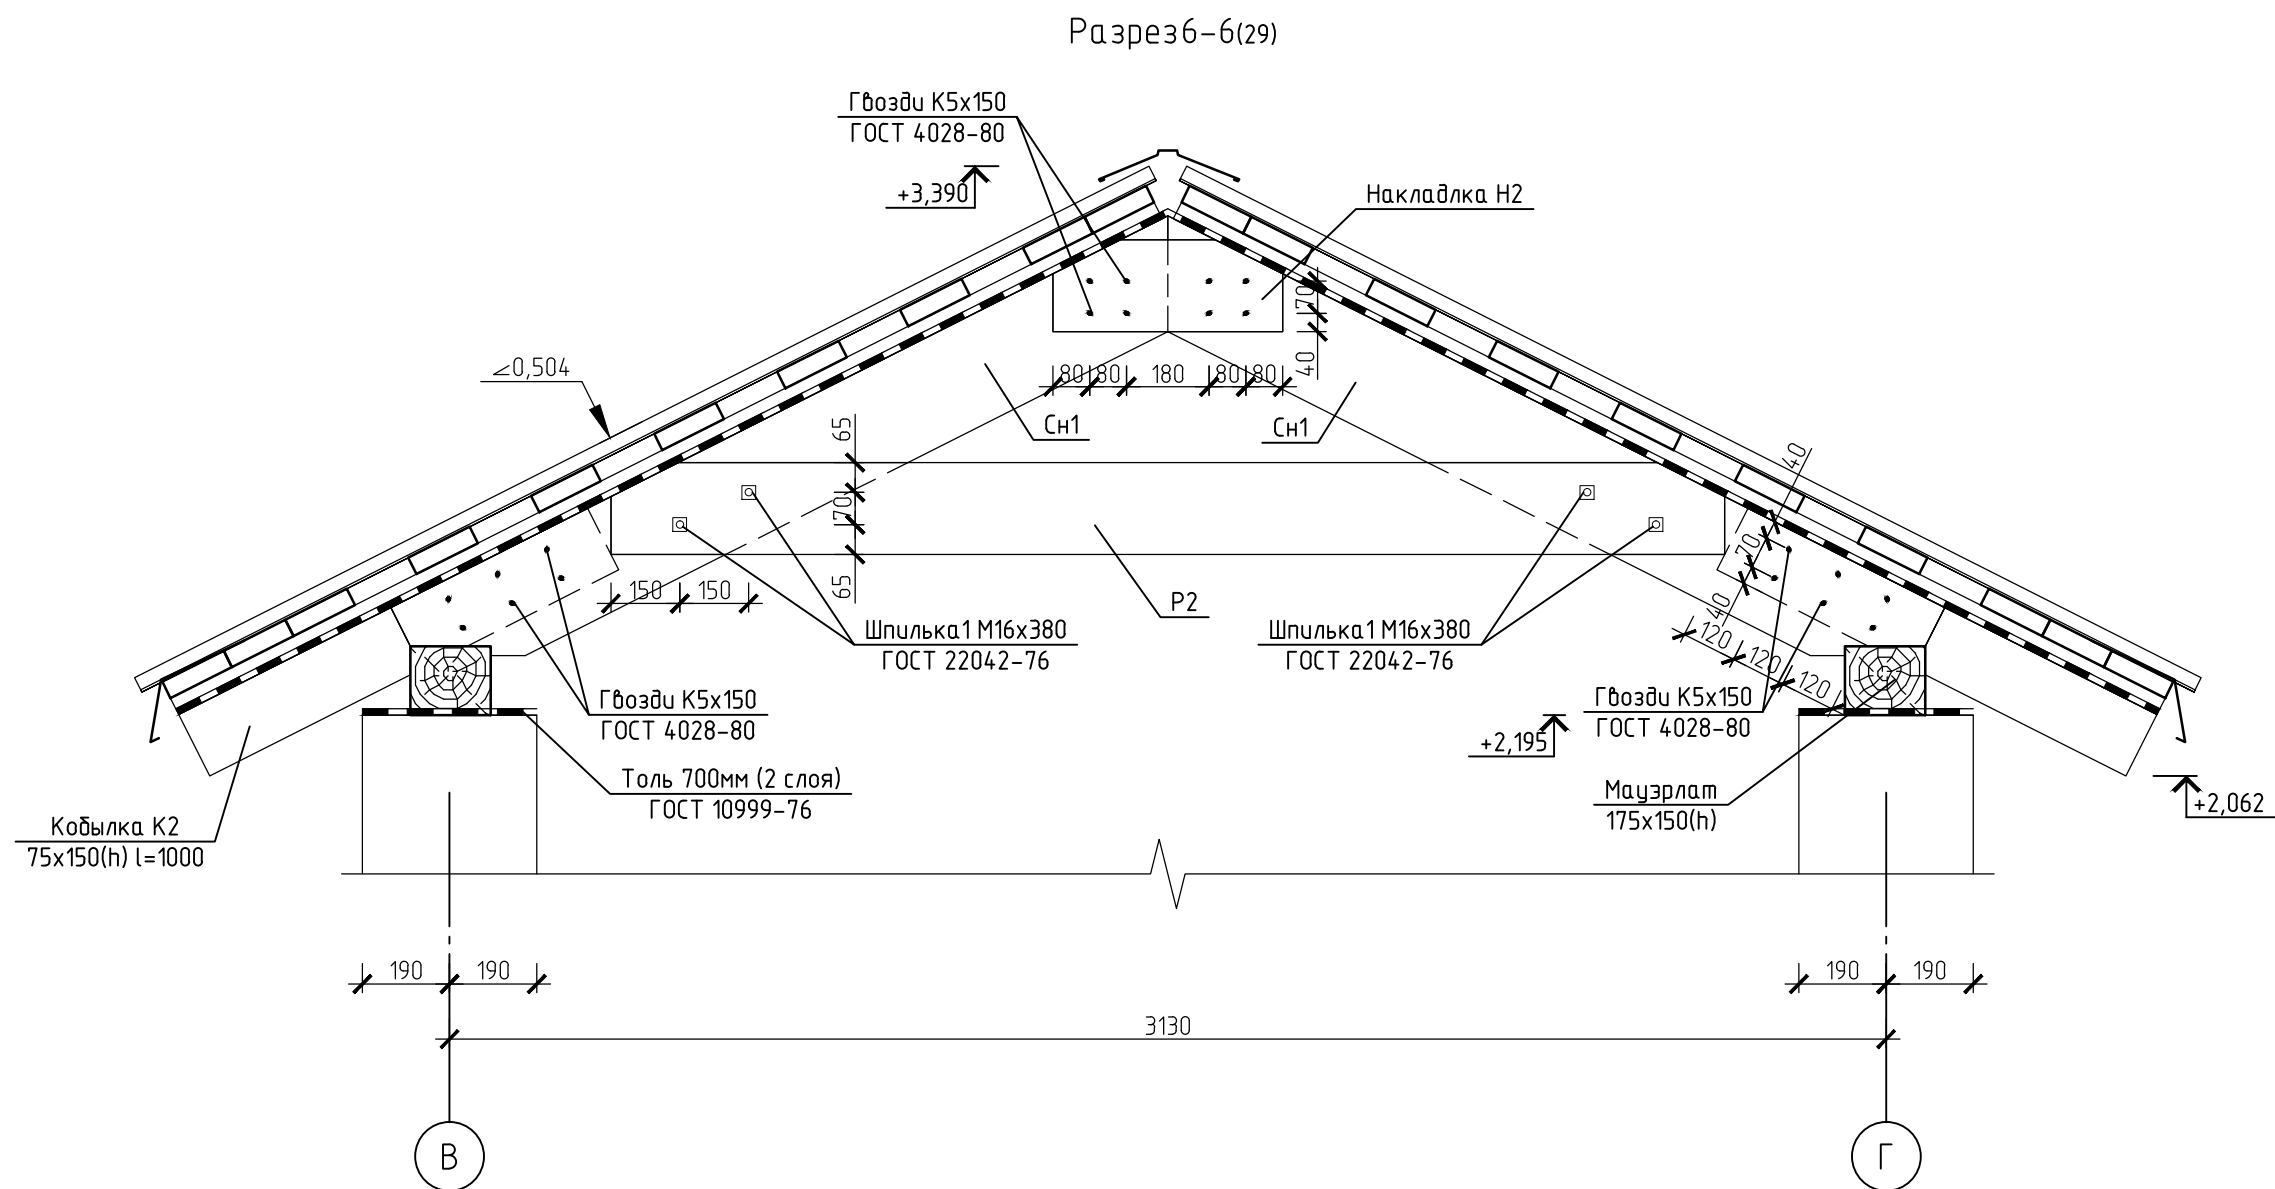 Разрез6-6(29)
Гвозди К5х150
ГОСТ 4028-80
+3,390
Накладлка Н2
70
40
∠0,504
80 80 180 80 80
Сн1
Сн1
65
70
65
40
70
40
150 150
Р2
120 120 120
Шпилька1 М16х380
ГОСТ 22042-76
Шпилька1 М16х380
ГОСТ 22042-76
Гвозди К5х150
ГОСТ 4028-80
Гвозди К5х150
ГОСТ 4028-80
+2,195
Толь 700мм (2 слоя)
ГОСТ 10999-76
Мауэрлат
175х150(h)
+2,062
Кобылка К2
75х150(h) l=1000
190 190
190 190
3130
В
Г